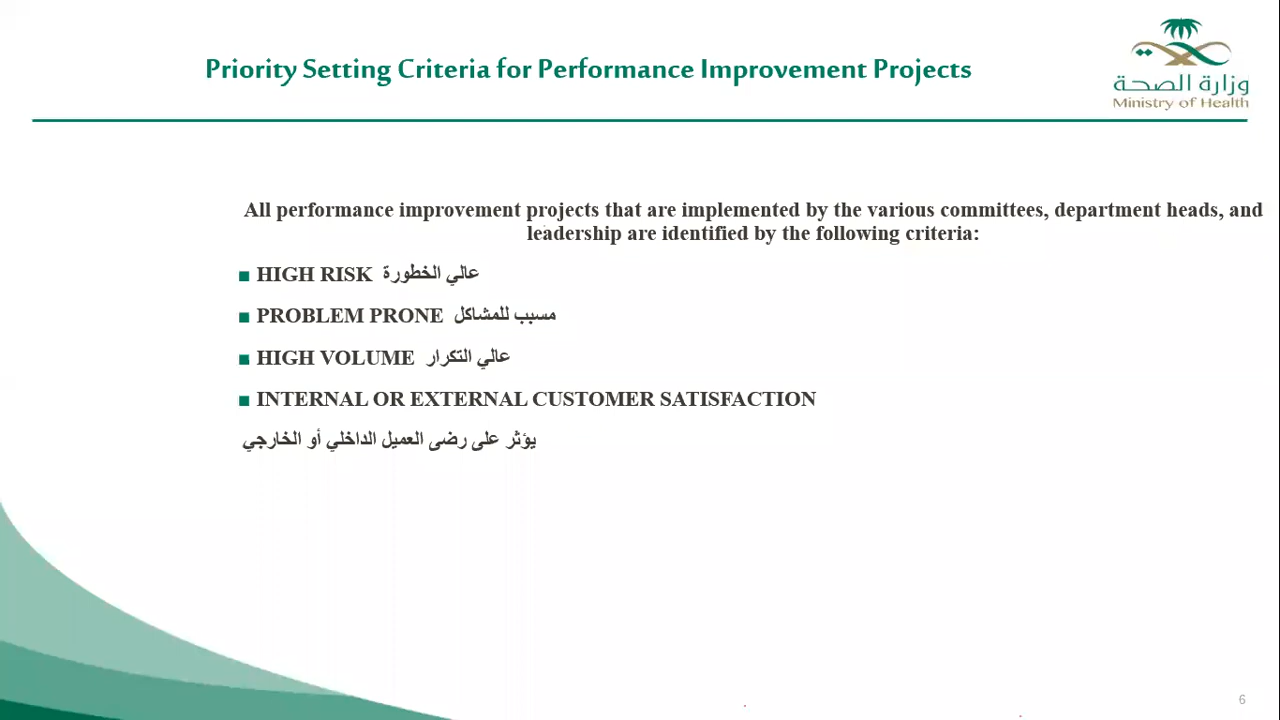 Priority Setting Criteria for Performance Improvement Projects
وزارة الصحة
Ministry of Health
All performance improvement projects that are implemented by the various committees, department heads, and
leadership are identified by the following criteria:
■ HIGH RISK عالي الخطورة
■ PROBLEM PRONE مسبب للمشاكل
■ HIGH VOLUME عالي التكرار
■ INTERNAL OR EXTERNAL CUSTOMER SATISFACTION
يؤثر على رضى العميل الداخلي أو الخارجي
6